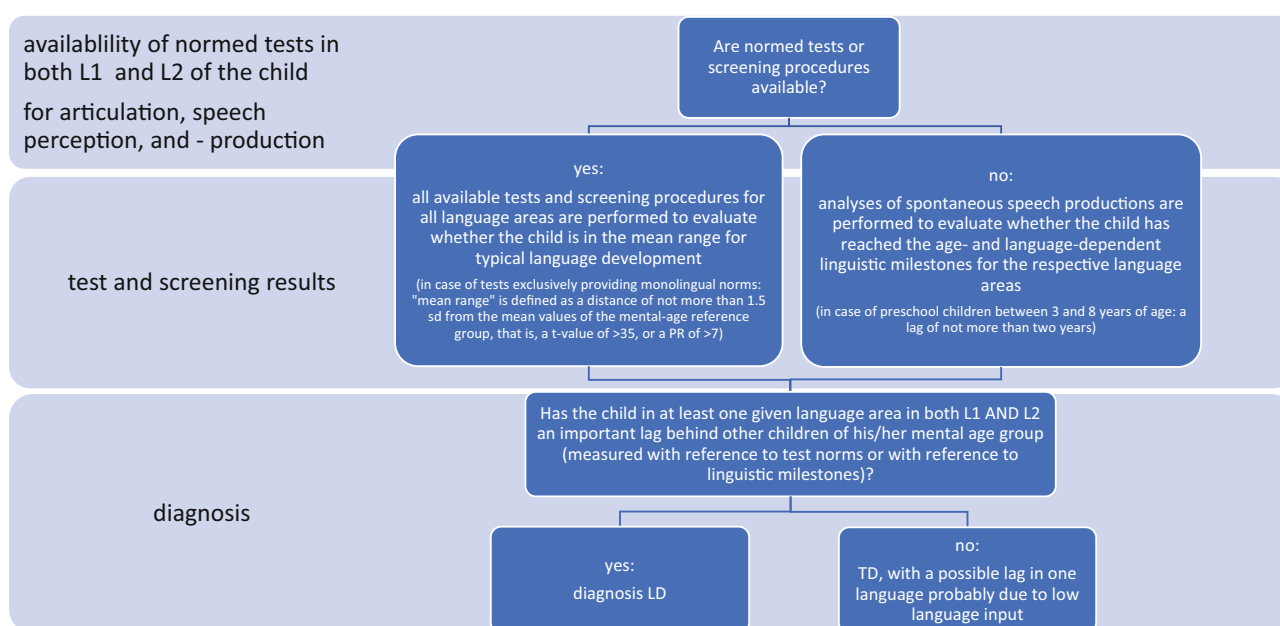 availablility of normed tests in
both L1 and L2 of the child
for articulation, speech
perception, and - production
Are normed tests or
screening procedures
available?
yes:
all available tests and screening procedures for
all language areas are performed to evaluate
whether the child is in the mean range for
typical language development
(in case of tests exclusively providing monolingual norms:
"mean range" is defined as a distance of not more than 1.5
sd from the mean values of the mental-age reference
group, that is, a t-value of >35, or a PR of >7)
no:
analyses of spontaneous speech productions are
performed to evaluate whether the child has
reached the age- and language-dependent
linguistic milestones for the respective language
areas
(in case of preschool children between 3 and 8 years of age: a
lag of not more than two years)
test and screening results
Has the child in at least one given language area in both L1 AND L2
an important lag behind other children of his/her mental age group
(measured with reference to test norms or with reference to
linguistic milestones)?
diagnosis
yes:
diagnosis LD
no:
TD, with a possible lag in one
language probably due to low
language input